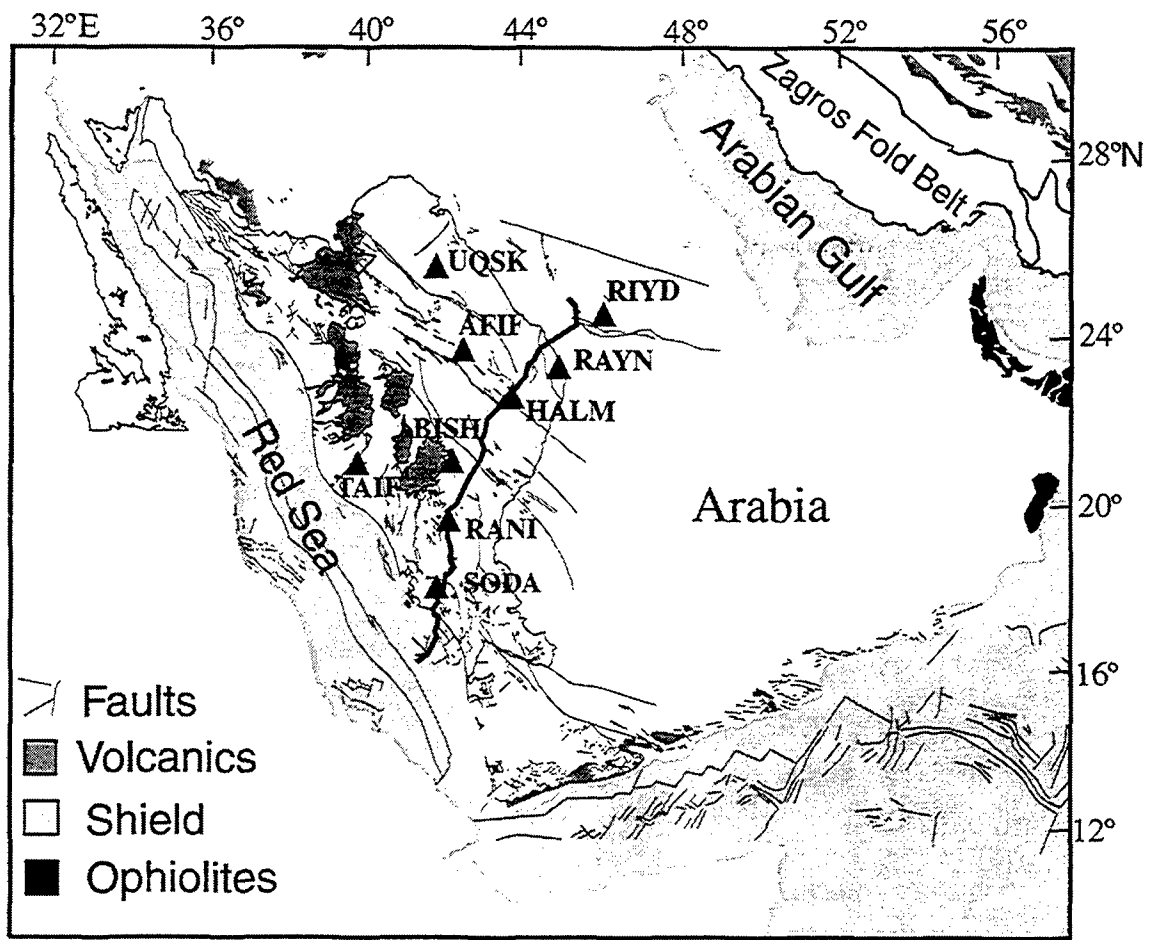 32°E 36° 40° 44° 48° 52° 56°
Zagros Fold Belt
28°N
Arabian Gulf
UQSK
RIYD
AFIF
24°
RAYN
HALM
BISH
TAIF
Red Sea
Arabia
20°
RANI
SODA
16°
Faults
Volcanics
Shield
12°
Ophiolites